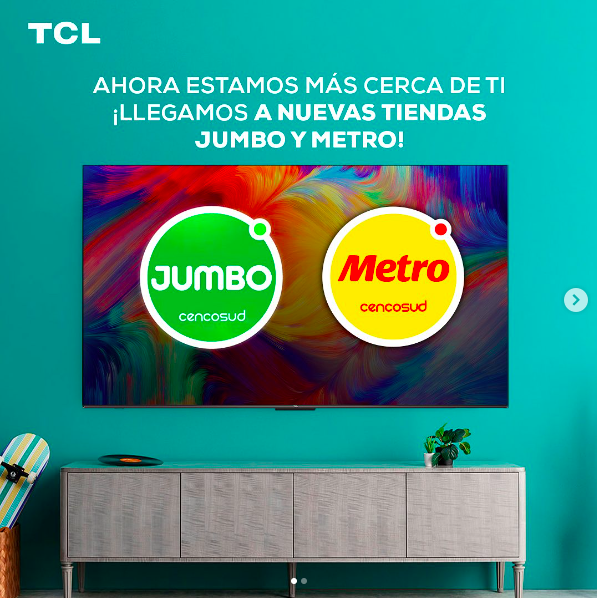 TCL
AHORA ESTAMOS MÁS CERCA DE TI
¡LLEGAMOS A NUEVAS TIENDAS
JUMBO Y METRO!
JUMBO
cencosud
Metro
cencosud